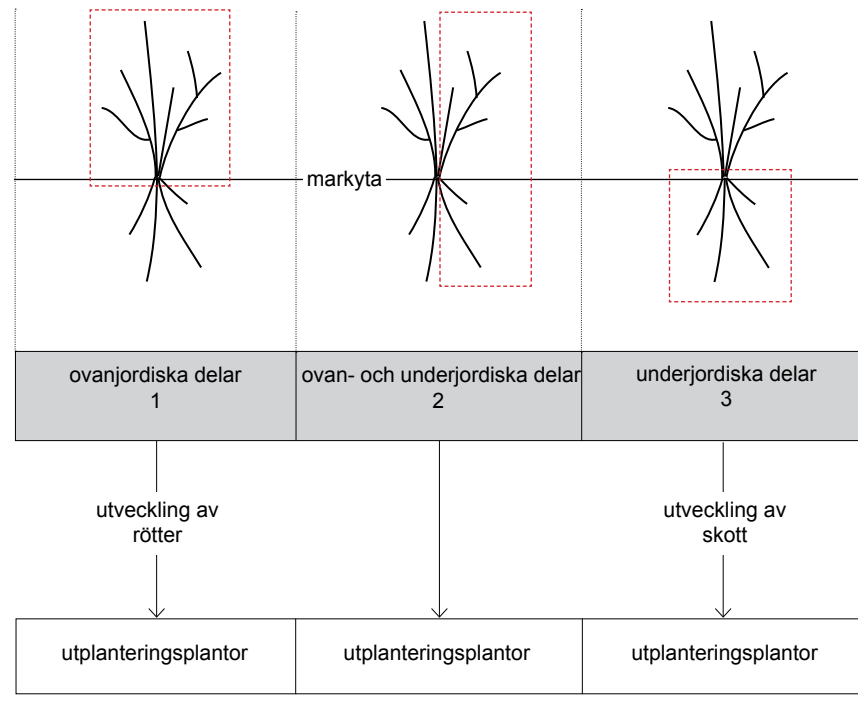 markyta
ovanjordiska delar
1
ovan- och underjordiska delar
2
underjordiska delar
3
utveckling av
rötter
utveckling av
skott
utplanteringsplantor
utplanteringsplantor
utplanteringsplantor